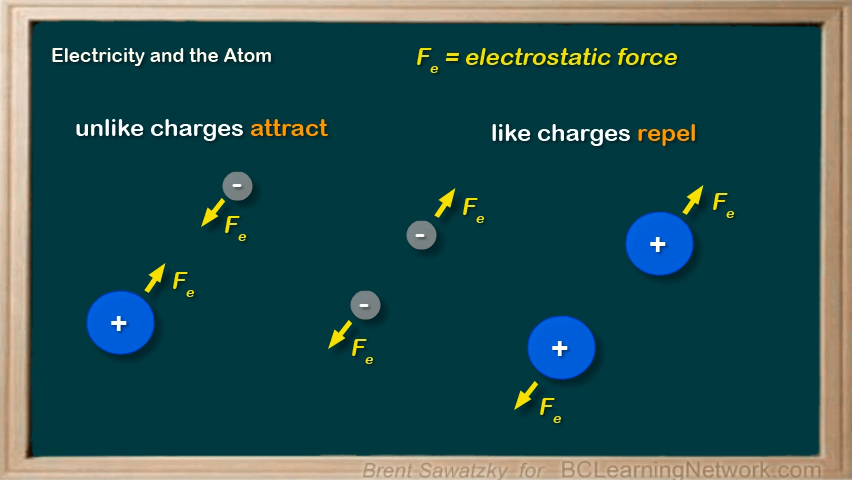 Electricity and the Atom
Fe = electrostatic force
unlike charges attract
like charges repel
-
Fe
Fe
+
-
Fe
-
Fe
+
Fe
+
Fe
Brent Sawatzky for BCLearningNetwork.com